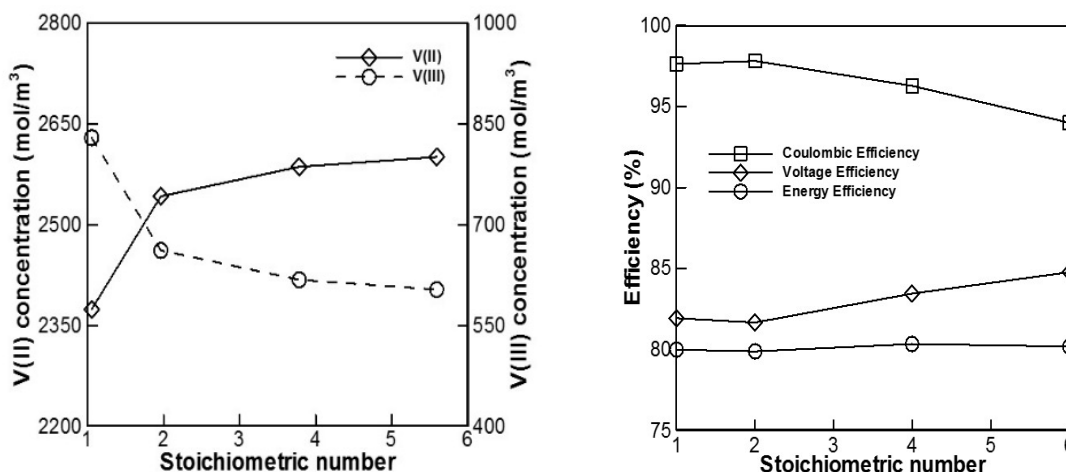 2800
2650
2500
2350
2200
V(II) concentration (mol/m³)
V(II)
V(III)
1000
850
700
550
400
V(III) concentration (mol/m³)
1 2 3 4 5 6
Stoichiometric number
100
95
90
85
80
75
Efficiency (%)
Coulombic Efficiency
Voltage Efficiency
Energy Efficiency
1 2 3 4 5 6
Stoichiometric number